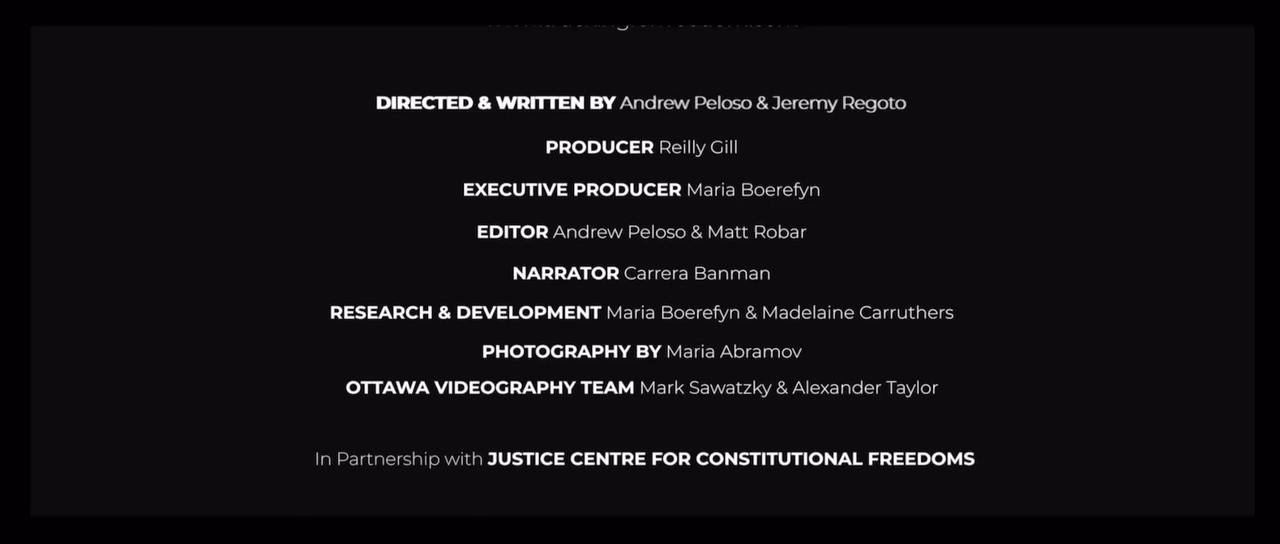 DIRECTED & WRITTEN BY Andrew Peloso & Jeremy Regoto
PRODUCER Reilly Gill
EXECUTIVE PRODUCER Maria Boerefyn
EDITOR Andrew Peloso & Matt Robar
NARRATOR Carrera Banman
RESEARCH & DEVELOPMENT Maria Boerefyn & Madelaine Carruthers
PHOTOGRAPHY BY Maria Abramov
OTTAWA VIDEOGRAPHY TEAM Mark Sawatzky & Alexander Taylor
In Partnership with JUSTICE CENTRE FOR CONSTITUTIONAL FREEDOMS